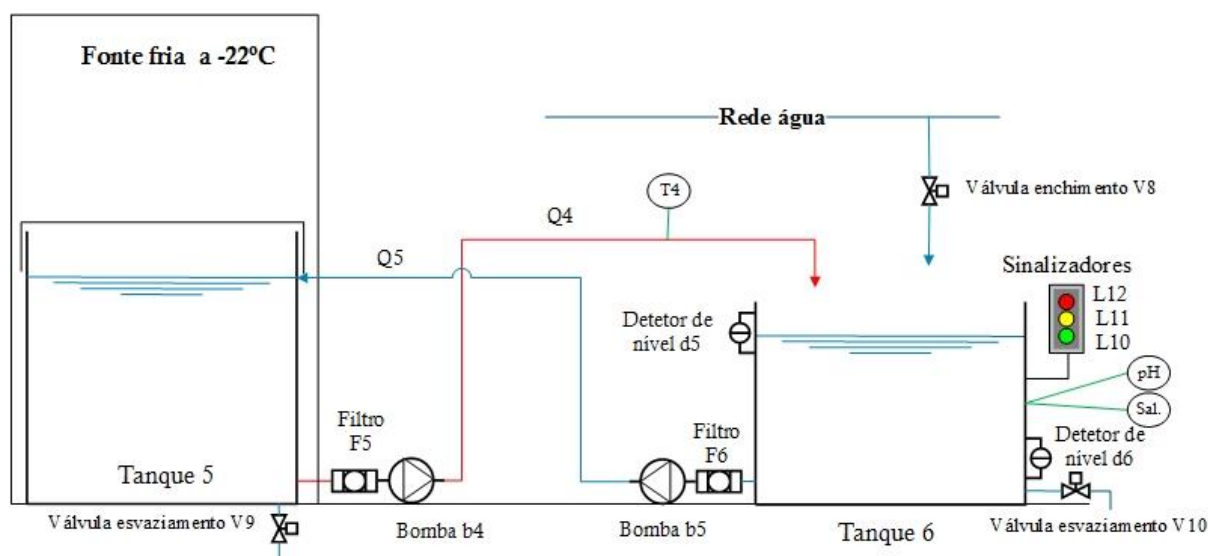 Fonte fria a -22ºC
Rede água
T4
Válvula enchimento V8
Q4
Q5
Sinalizadores
L12
L11
L10
Detetor de
nível d5
pH
Sal.
Filtro
F5
Filtro
F6
Detetor de
nível d6
Tanque 5
Válvula esvaziamento V9
Bomba b4
Bomba b5
Tanque 6
Válvula esvaziamento V10